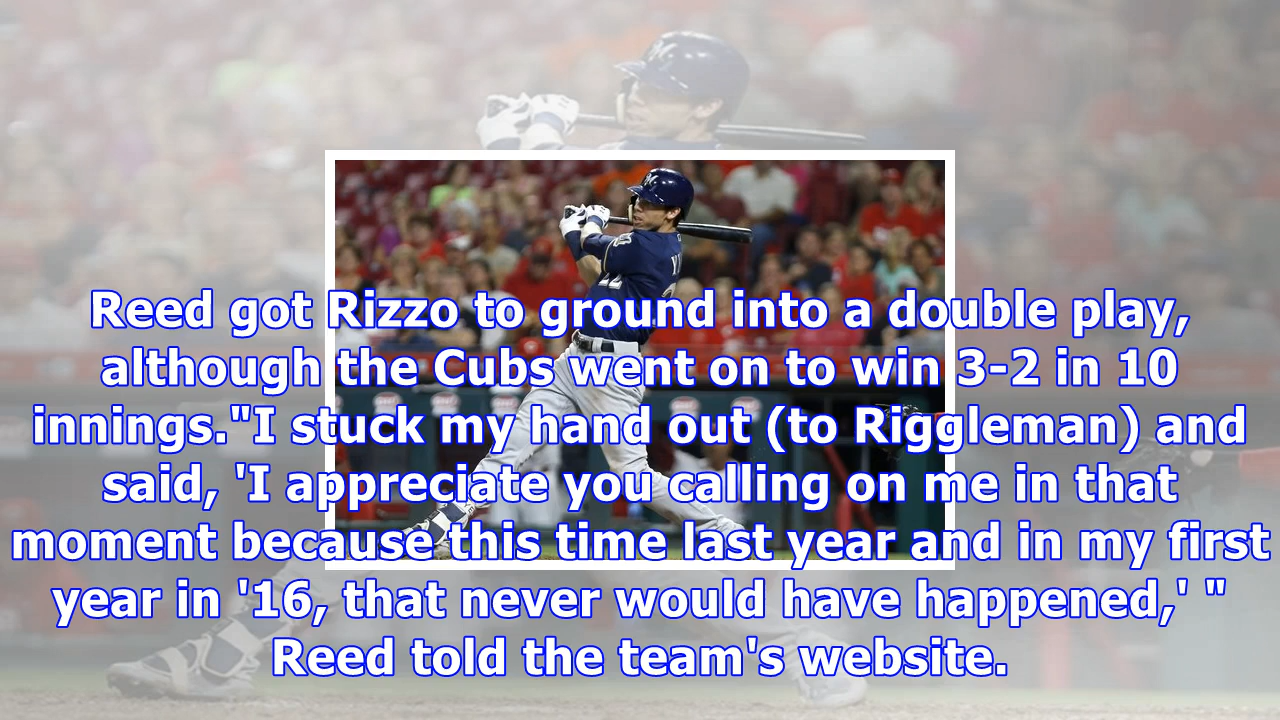 Reed got Rizzo to ground into a double play,
although the Cubs went on to win 3-2 in 10
innings."I stuck my hand out (to Riggleman) and
said, 'I appreciate you calling on me in that
moment because this time last year and in my first
year in '16, that never would have happened,' "
Reed told the team's website.